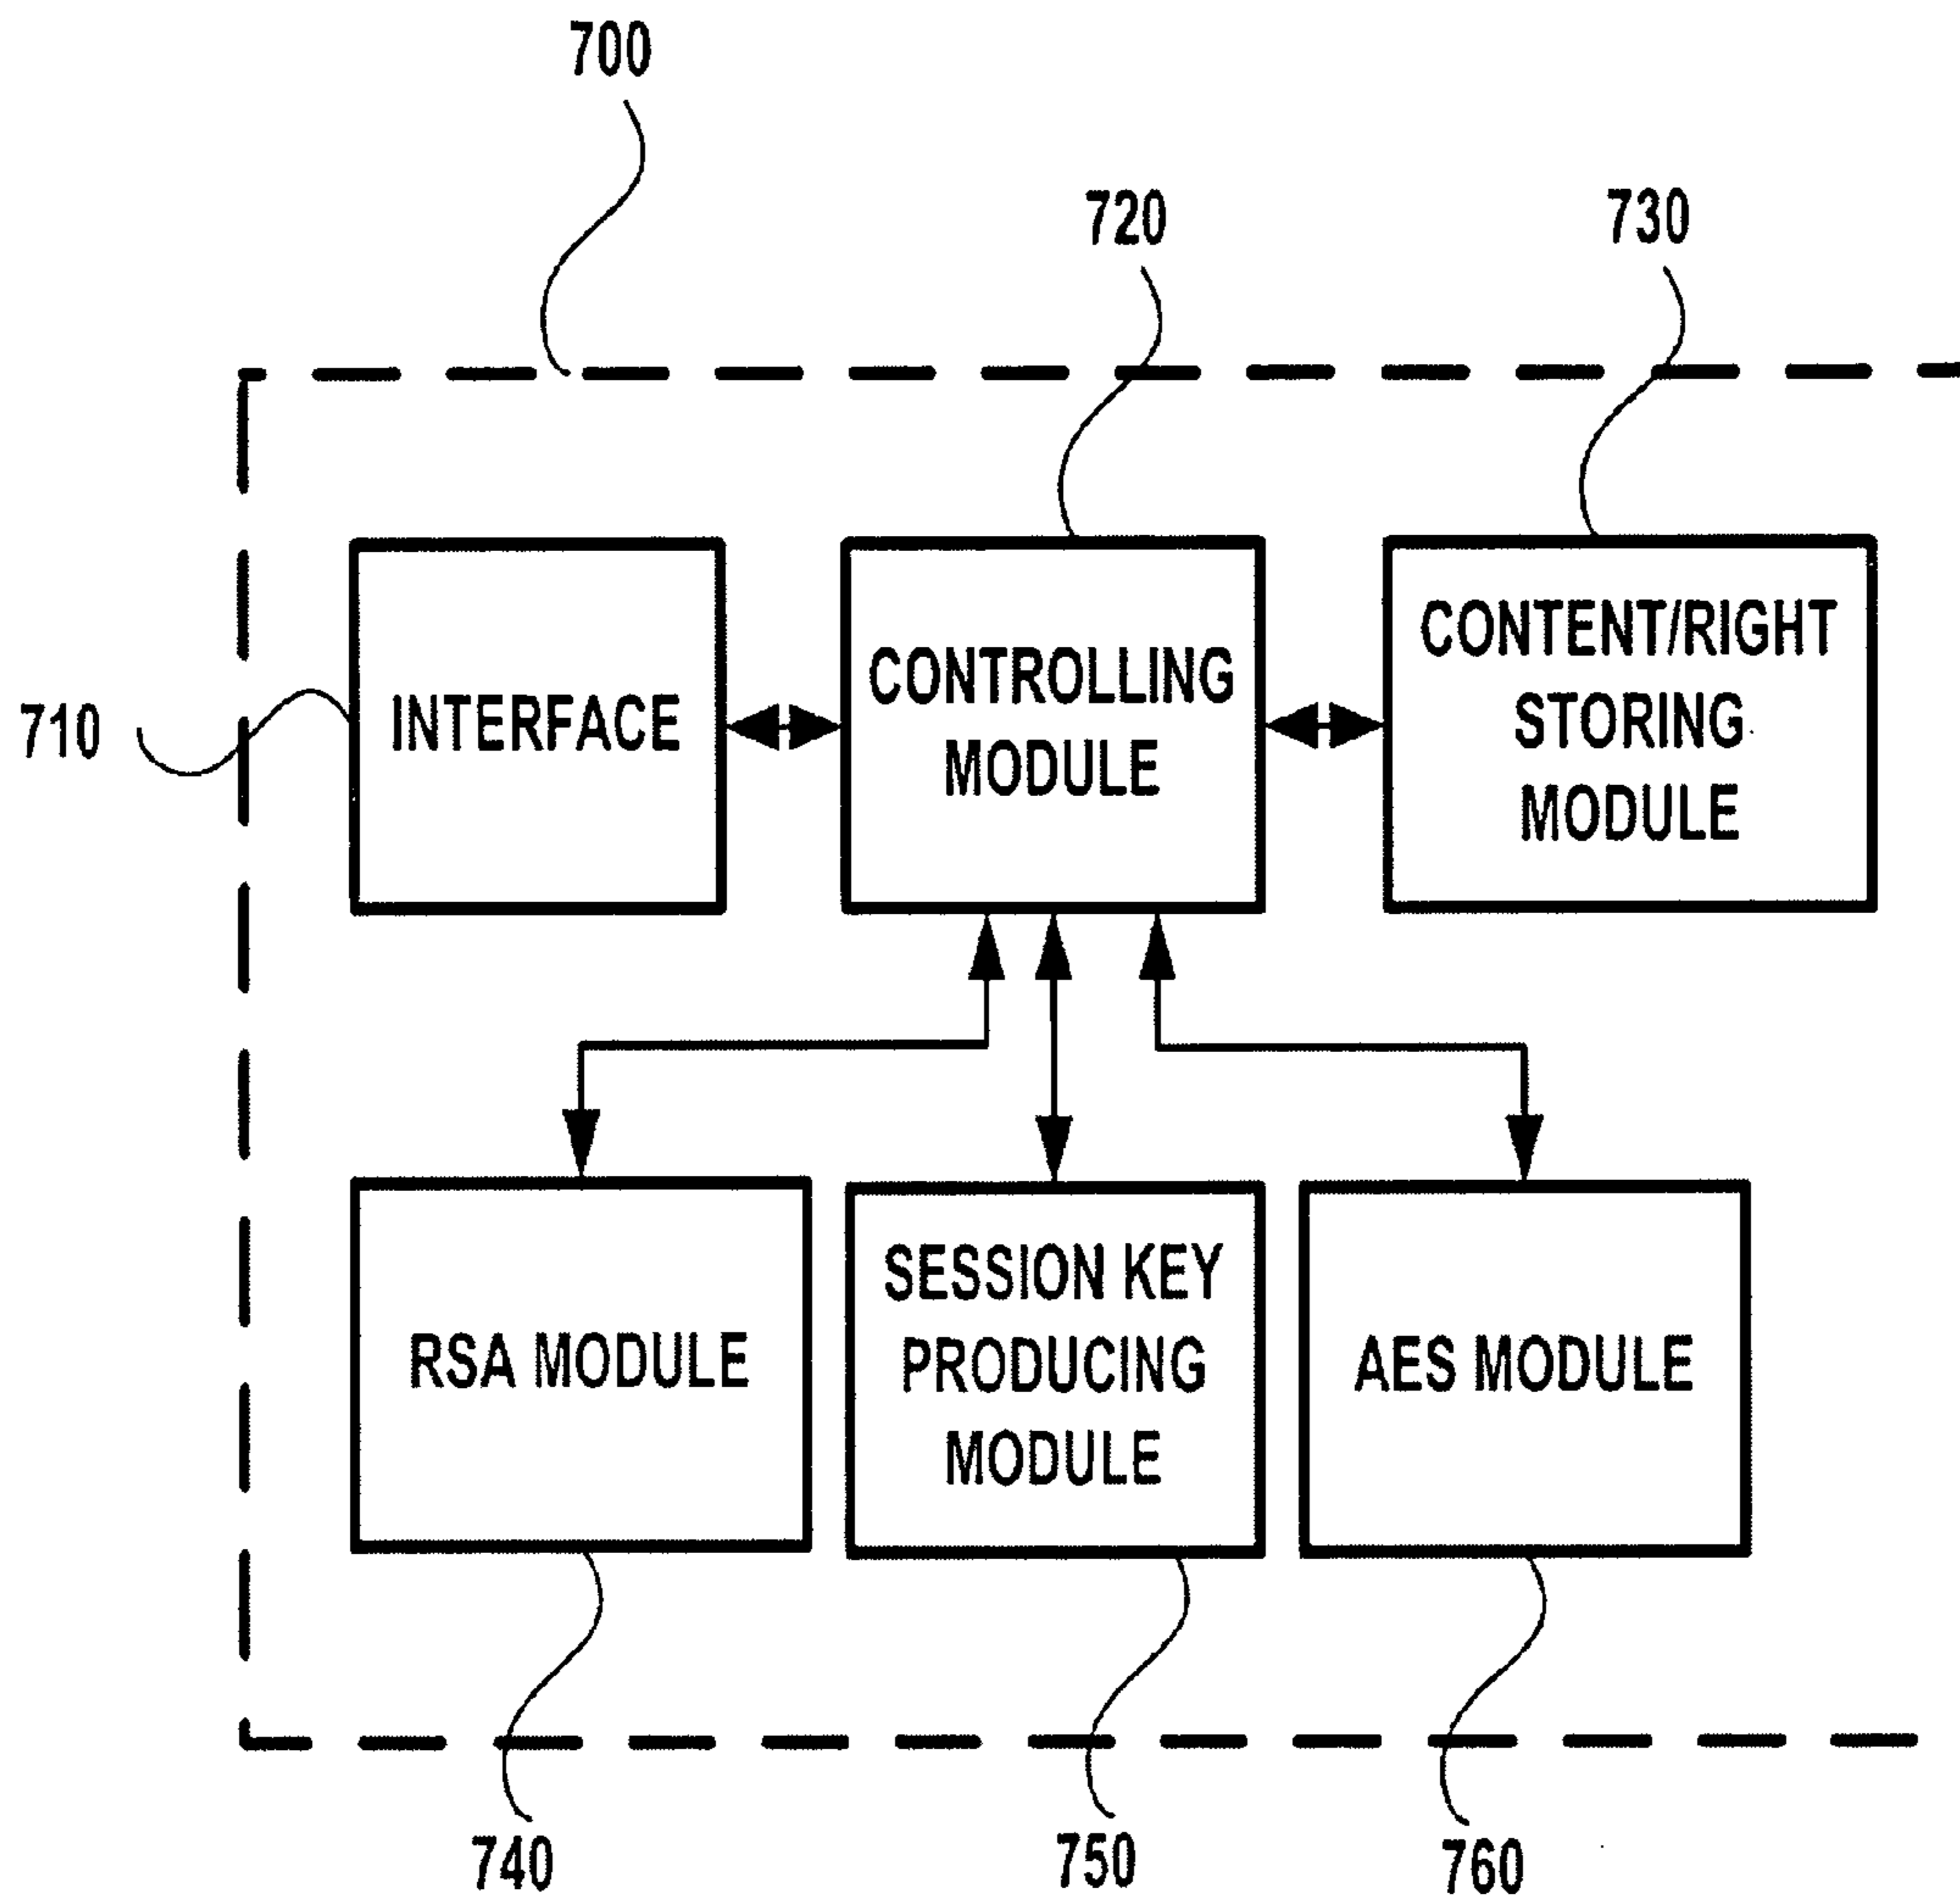 700
720
730
710
INTERFACE
CONTROLLING
MODULE
CONTENT/RIGHT
STORING
MODULE
RSA MODULE
SESSION KEY
PRODUCING
MODULE
AES MODULE
740
750
760